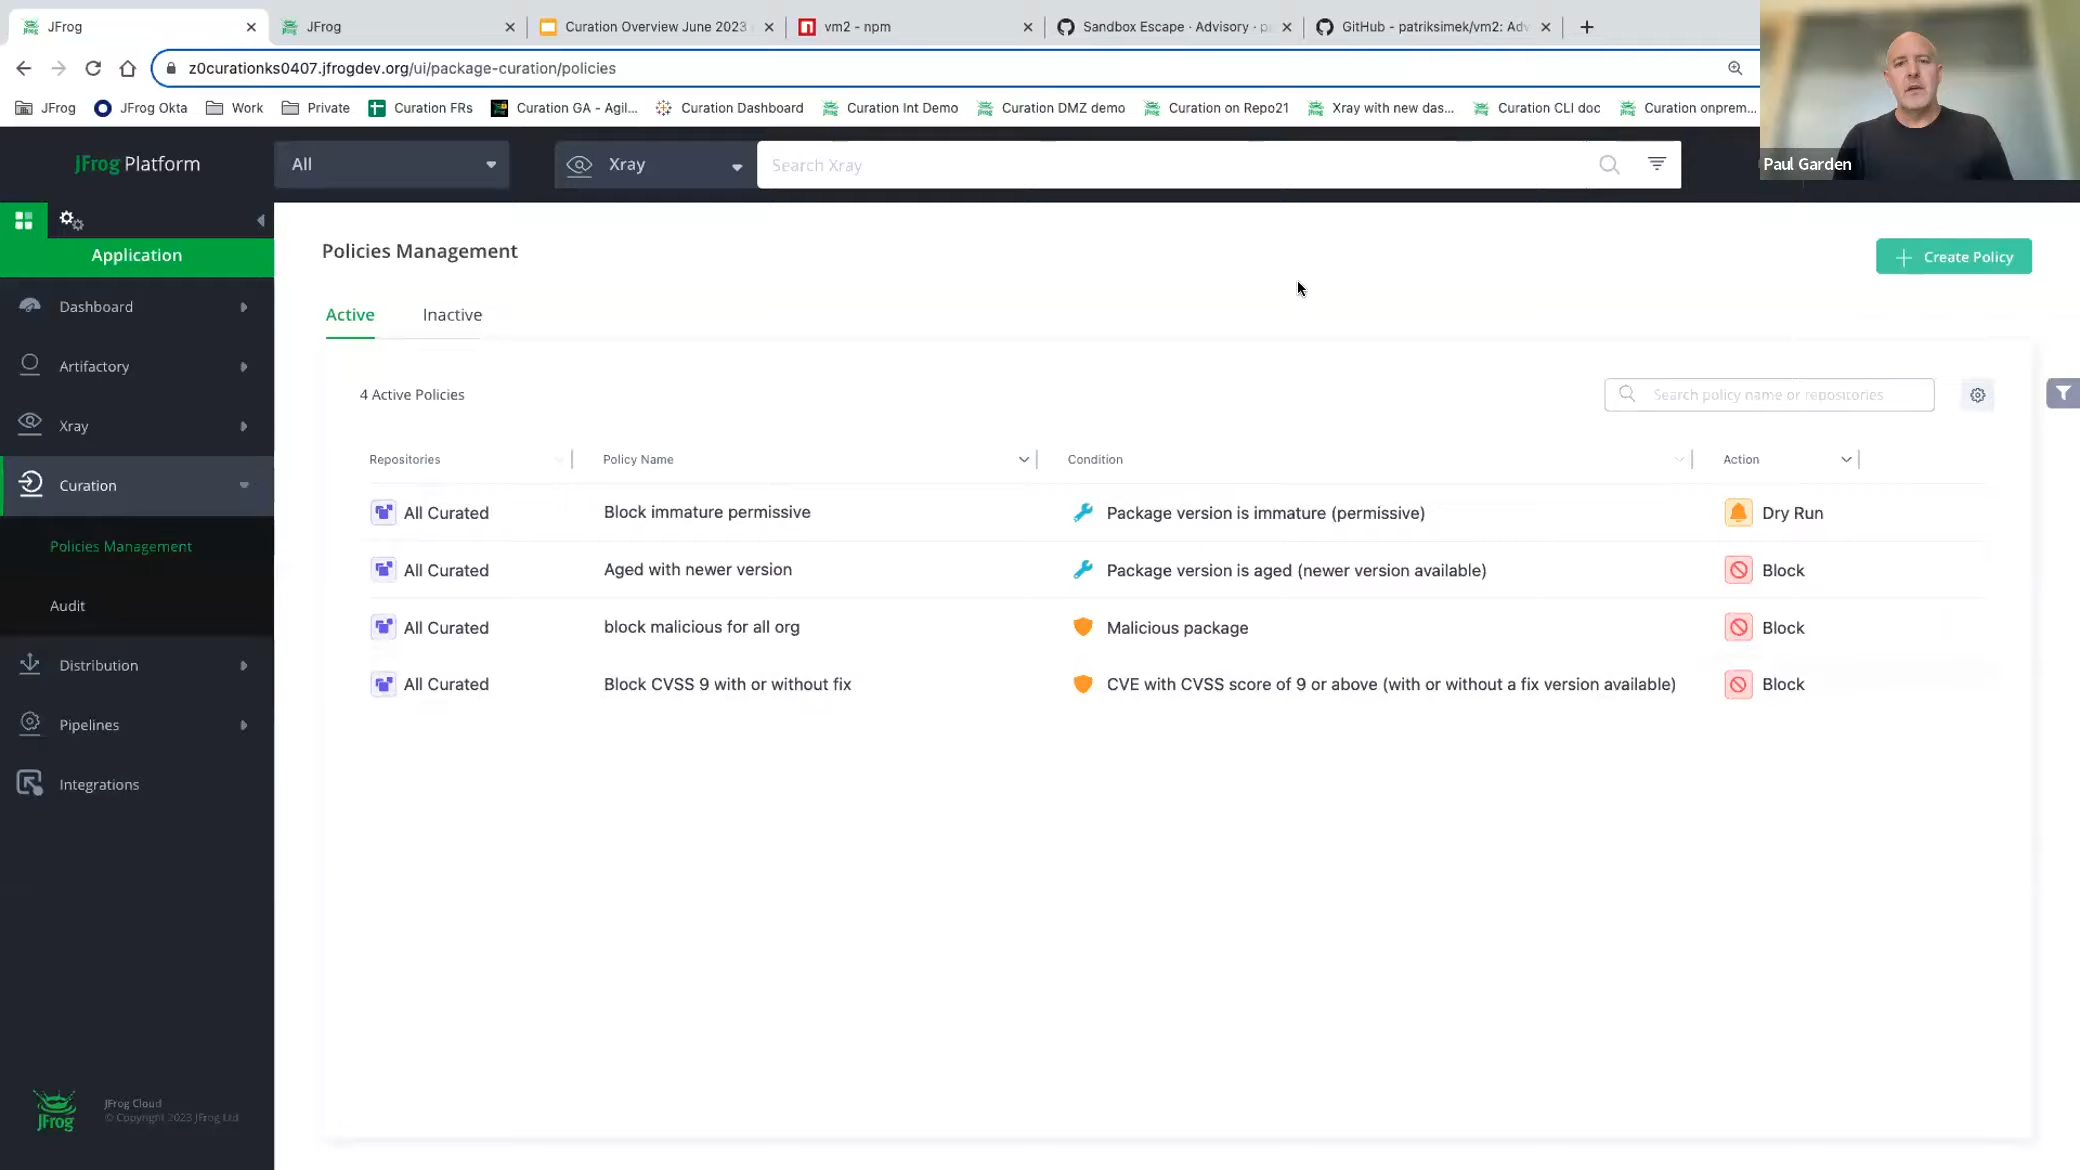 JFrog
JFrog
Curation Overview June 2023
vm2 - npm
Sandbox Escape · Advisory · p
GitHub - patriksimek/vm2: Adv
z0curationks0407.jfrogdev.org/ui/package-curation/policies
JFrog
JFrog Okta
Work
Private
Curation FRs
Curation GA - Agil...
Curation Dashboard
Curation Int Demo
Curation DMZ demo
Curation on Repo21
Xray with new das...
Curation CLI doc
Curation onprem...
Paul Garden
JFrog Platform
All
Xray
Search Xray
Application
Dashboard
Artifactory
Xray
Curation
Policies Management
Audit
Distribution
Pipelines
Integrations
JFrog
JFrog Cloud
© Copyright 2023 JFrog Ltd
Policies Management
Create Policy
Active
Inactive
4 Active Policies
Search policy name or repositories
Repositories
Policy Name
Condition
Action
All Curated
Block immature permissive
Package version is immature (permissive)
Dry Run
All Curated
Aged with newer version
Package version is aged (newer version available)
Block
All Curated
block malicious for all org
Malicious package
Block
All Curated
Block CVSS 9 with or without fix
CVE with CVSS score of 9 or above (with or without a fix version available)
Block